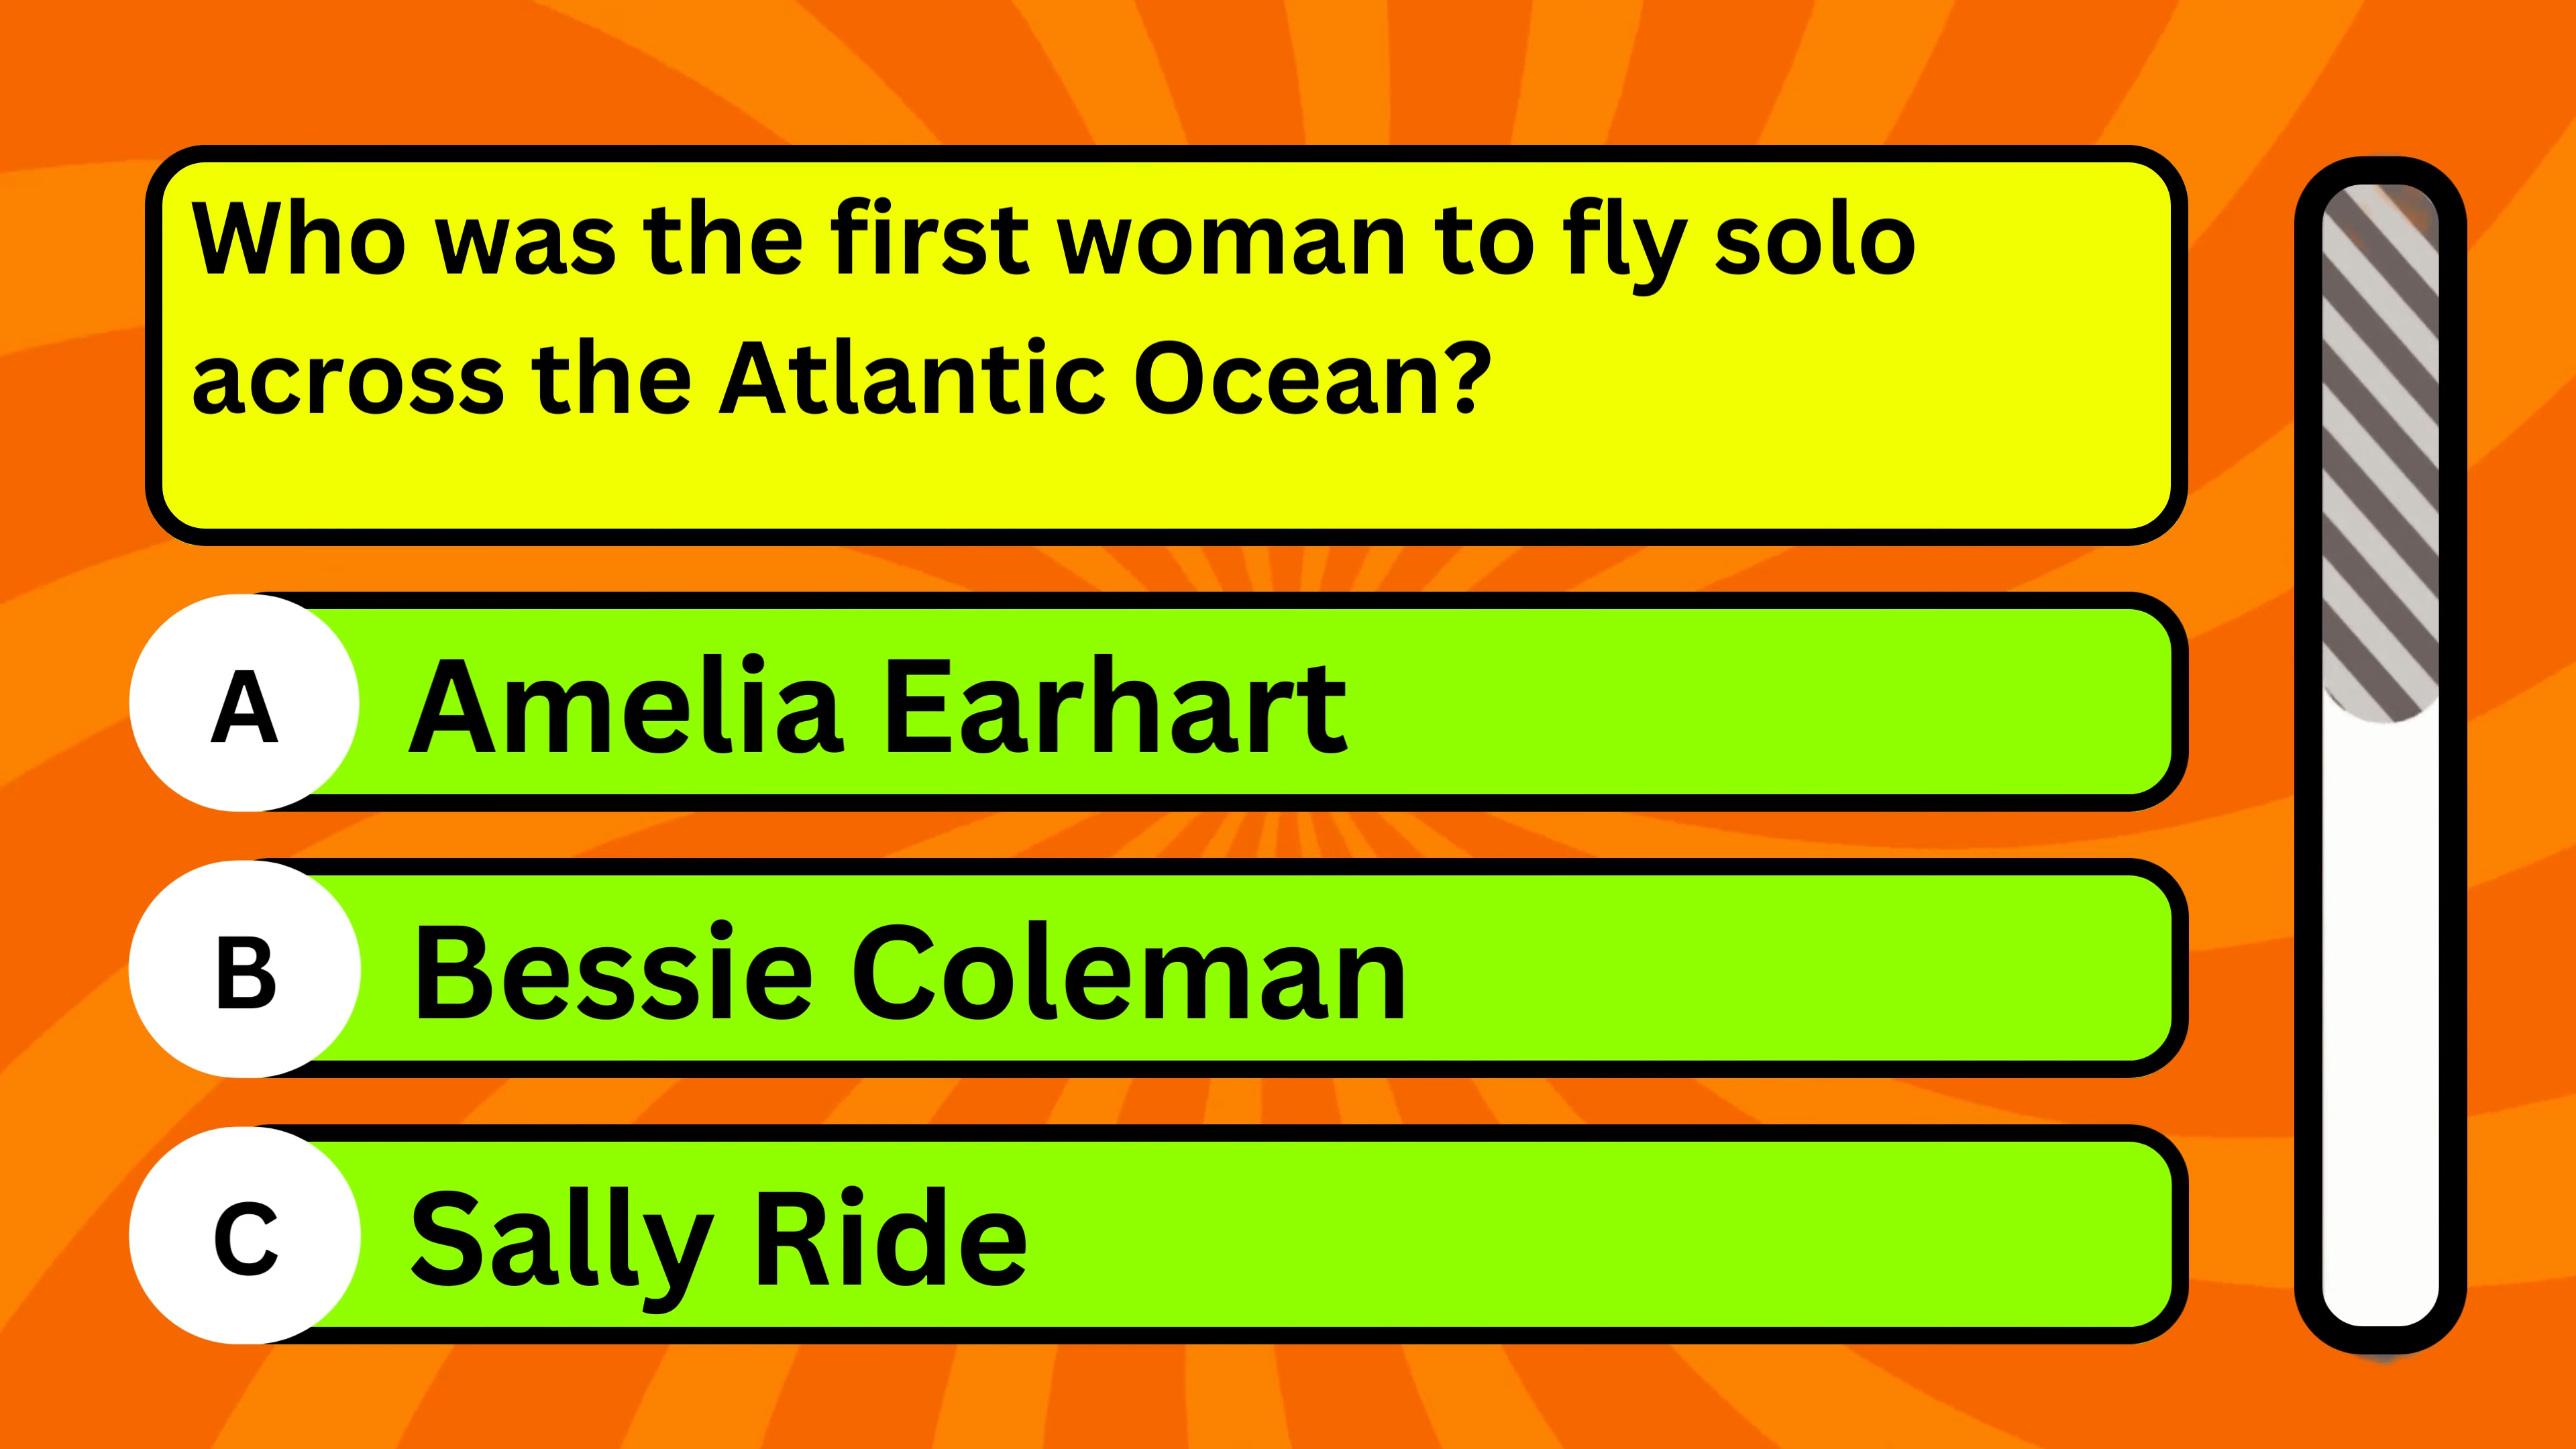 Who was the first woman to fly solo
across the Atlantic Ocean?
A Amelia Earhart
B Bessie Coleman
C Sally Ride